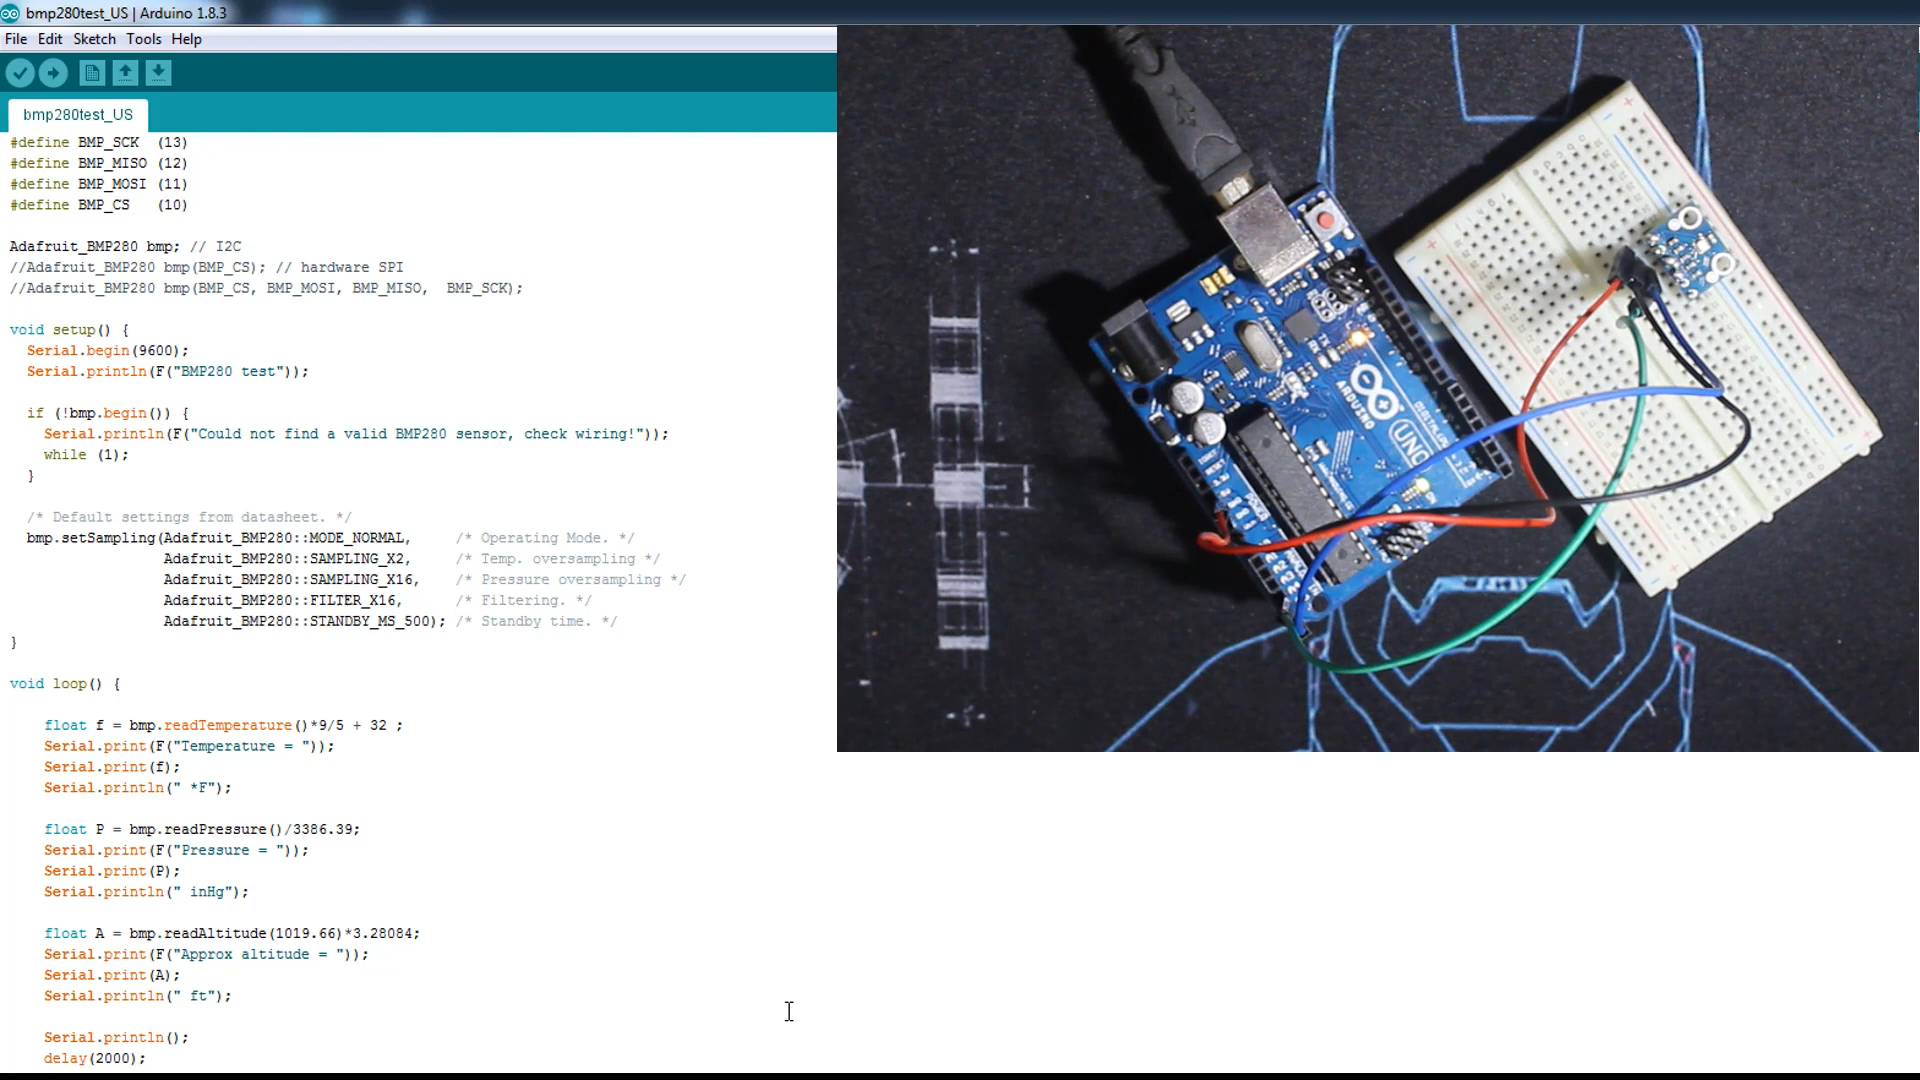 bmp280test_US | Arduino 1.8.3
File Edit Sketch Tools Help
bmp280test_US
#define BMP_SCK  (13)
#define BMP_MISO (12)
#define BMP_MOSI (11)
#define BMP_CS   (10)
Adafruit_BMP280 bmp; // I2C
//Adafruit_BMP280 bmp(BMP_CS); // hardware SPI
//Adafruit_BMP280 bmp(BMP_CS, BMP_MOSI, BMP_MISO,  BMP_SCK);
void setup() {
Serial.begin(9600);
Serial.println(F("BMP280 test"));
if (!bmp.begin()) {
Serial.println(F("Could not find a valid BMP280 sensor, check wiring!"));
while (1);
}
/* Default settings from datasheet. */
bmp.setSampling(Adafruit_BMP280::MODE_NORMAL,     /* Operating Mode. */
Adafruit_BMP280::SAMPLING_X2,     /* Temp. oversampling */
Adafruit_BMP280::SAMPLING_X16,    /* Pressure oversampling */
Adafruit_BMP280::FILTER_X16,      /* Filtering. */
Adafruit_BMP280::STANDBY_MS_500); /* Standby time. */
}
void loop() {
float f = bmp.readTemperature()*9/5 + 32 ;
Serial.print(F("Temperature = "));
Serial.print(f);
Serial.println(" *F");
float P = bmp.readPressure()/3386.39;
Serial.print(F("Pressure = "));
Serial.print(P);
Serial.println(" inHg");
float A = bmp.readAltitude(1019.66)*3.28084;
Serial.print(F("Approx altitude = "));
Serial.print(A);
Serial.println(" ft");
Serial.println();
delay(2000);
ARDUINO
UNO